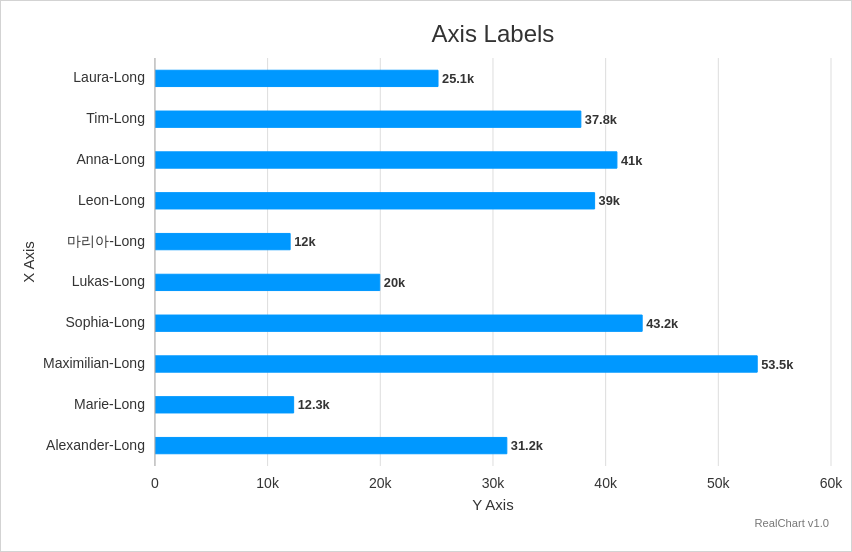 Axis Labels
Laura-Long
25.1k
Tim-Long
37.8k
Anna-Long
41k
Leon-Long
39k
마리아-Long
12k
Lukas-Long
20k
Sophia-Long
43.2k
Maximilian-Long
53.5k
Marie-Long
12.3k
Alexander-Long
31.2k
X Axis
0 10k 20k 30k 40k 50k 60k
Y Axis
RealChart v1.0